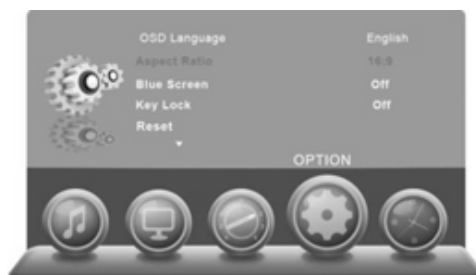 OSD Language English
Aspect Ratio 16:9
Blue Screen Off
Key Lock Off
Reset
OPTION